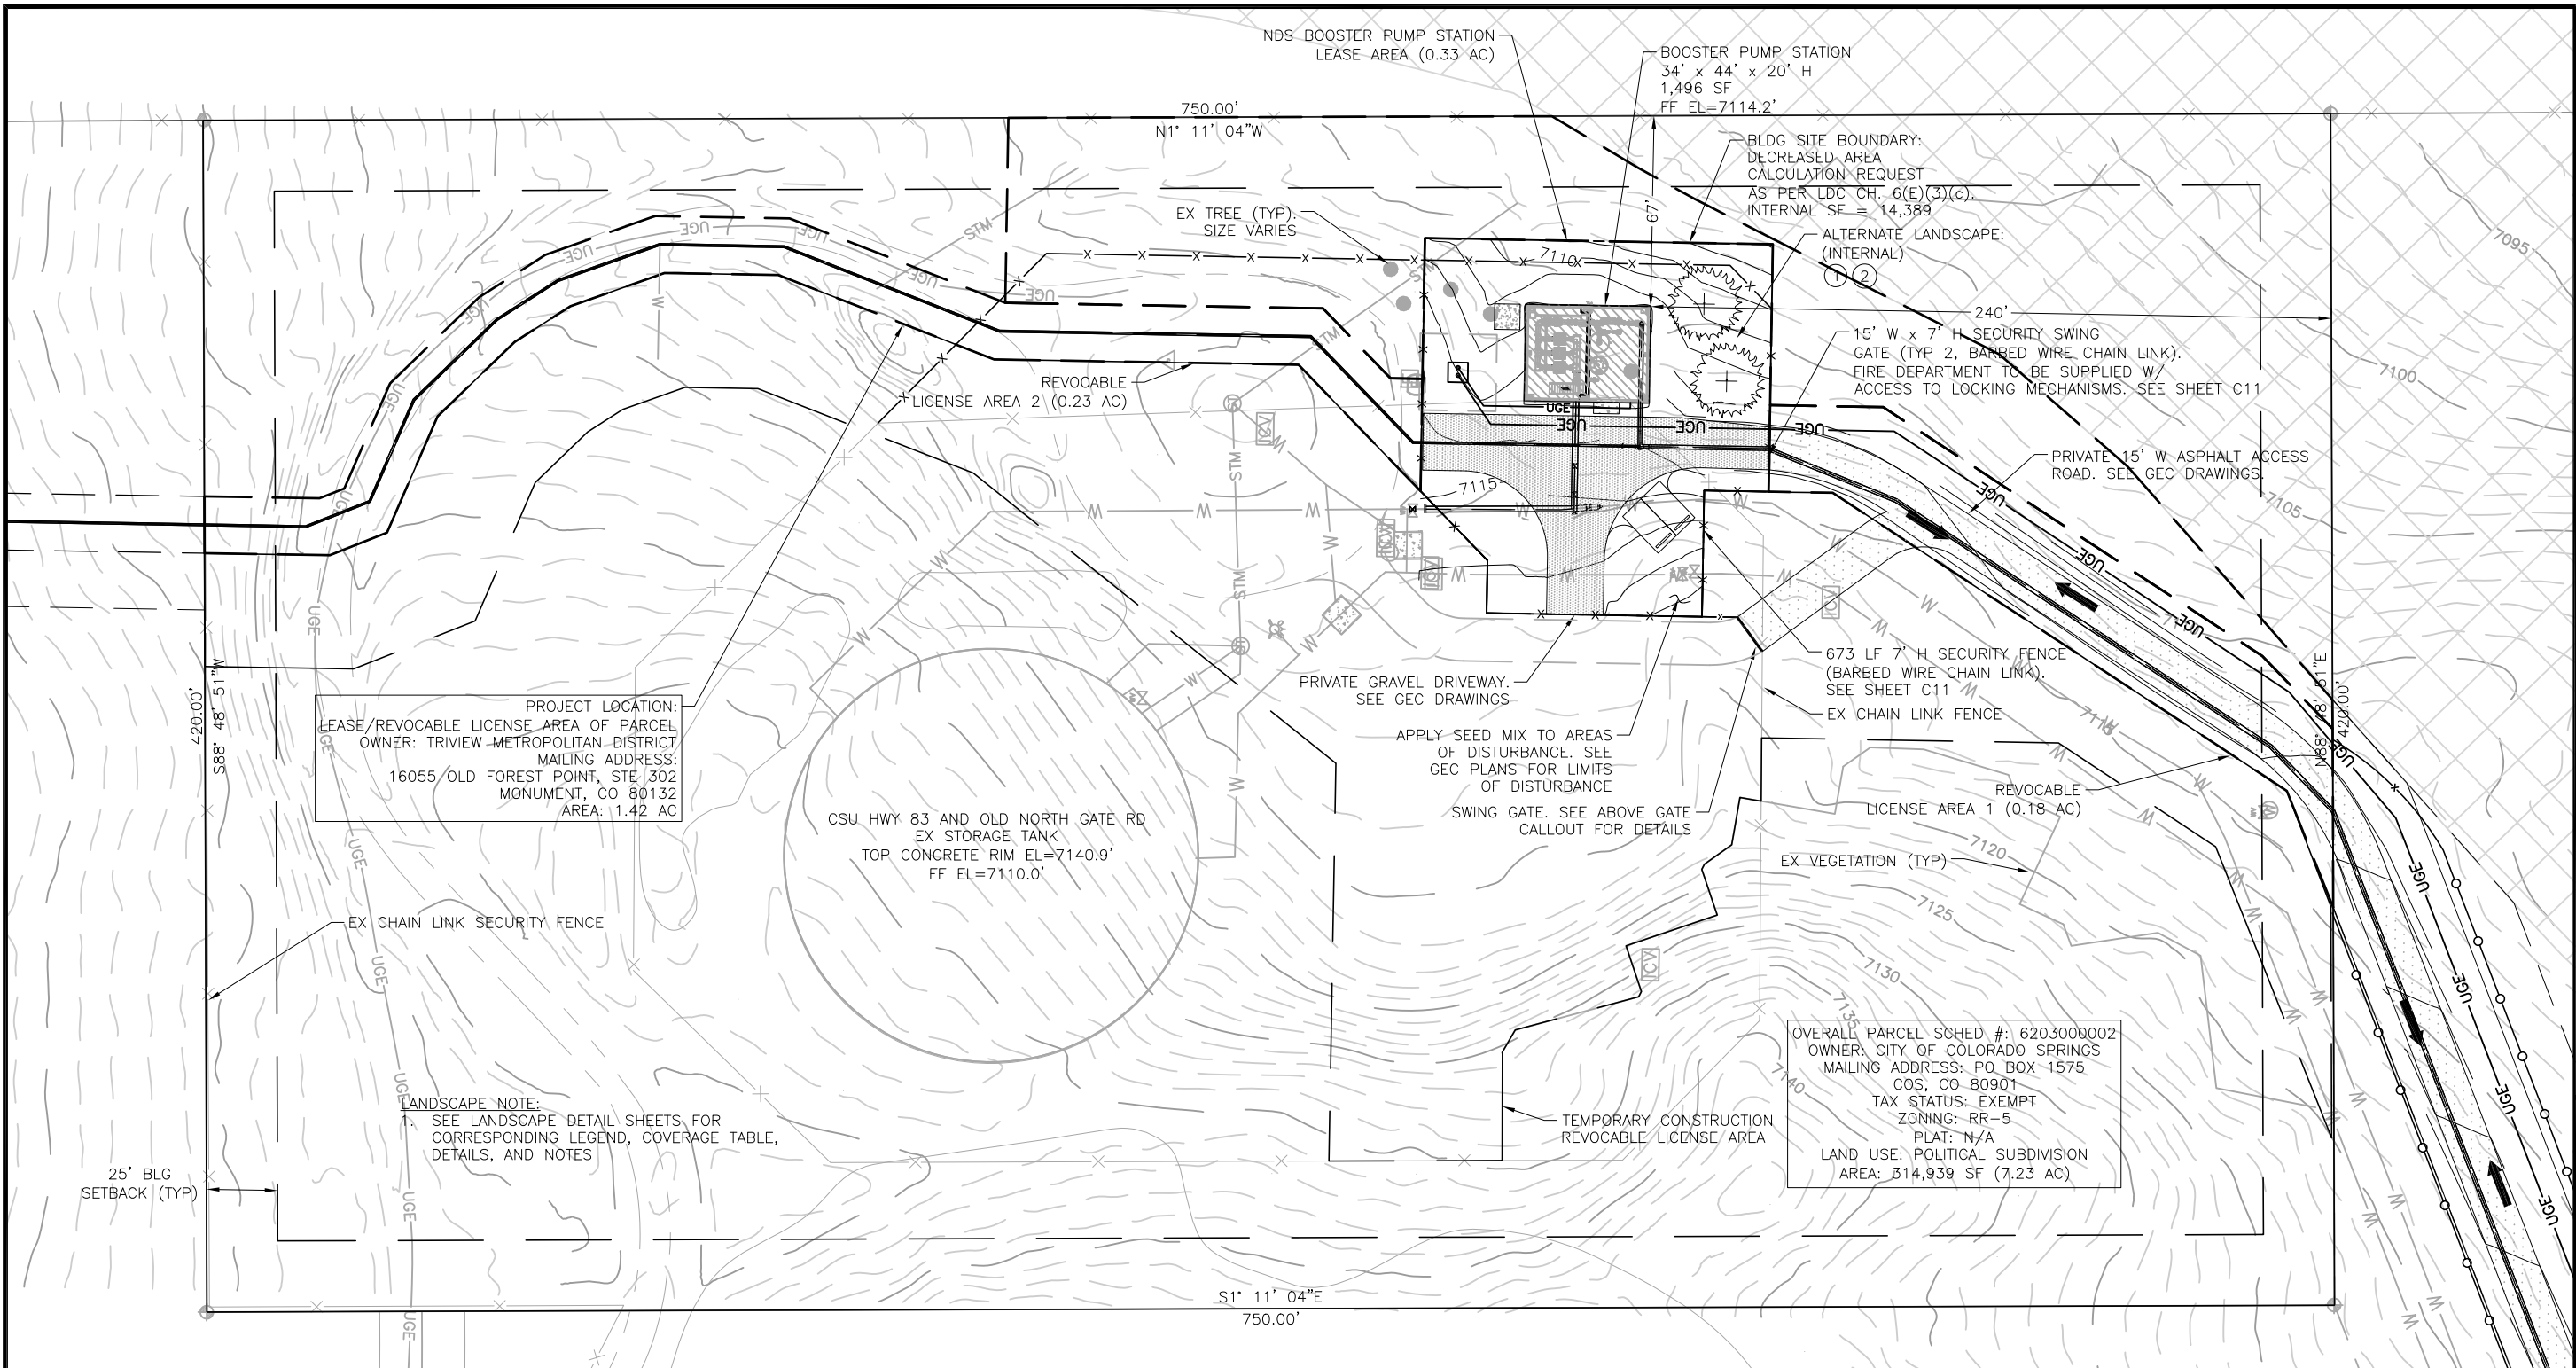 NDS BOOSTER PUMP STATION
LEASE AREA (0.33 AC)
BOOSTER PUMP STATION
34' x 44' x 20' H
1,496 SF
FF EL=7114.2'
750.00'
N1° 11' 04"W
BLDG SITE BOUNDARY:
DECREASED AREA
CALCULATION REQUEST
AS PER LDC CH. 6(E)(3)(c).
INTERNAL SF = 14,389
67'
EX TREE (TYP).
SIZE VARIES
ALTERNATE LANDSCAPE:
(INTERNAL)
1 2
7095
7110
240'
15' W x 7' H SECURITY SWING
GATE (TYP 2, BARBED WIRE CHAIN LINK).
FIRE DEPARTMENT TO BE SUPPLIED W/
ACCESS TO LOCKING MECHANISMS. SEE SHEET C11
7100
REVOCABLE
LICENSE AREA 2 (0.23 AC)
PRIVATE 15' W ASPHALT ACCESS
ROAD. SEE GEC DRAWINGS.
7105
7115
673 LF 7' H SECURITY FENCE
(BARBED WIRE CHAIN LINK).
SEE SHEET C11
PRIVATE GRAVEL DRIVEWAY.
SEE GEC DRAWINGS
EX CHAIN LINK FENCE
7115
420.00'
S88° 48' 51"W
N88° 48' 51"E
420.00'
PROJECT LOCATION:
LEASE/REVOCABLE LICENSE AREA OF PARCEL
OWNER: TRIVIEW METROPOLITAN DISTRICT
MAILING ADDRESS:
16055 OLD FOREST POINT, STE 302
MONUMENT, CO 80132
AREA: 1.42 AC
APPLY SEED MIX TO AREAS
OF DISTURBANCE. SEE
GEC PLANS FOR LIMITS
OF DISTURBANCE
REVOCABLE
LICENSE AREA 1 (0.18 AC)
SWING GATE. SEE ABOVE GATE
CALLOUT FOR DETAILS
CSU HWY 83 AND OLD NORTH GATE RD
EX STORAGE TANK
TOP CONCRETE RIM EL=7140.9'
FF EL=7110.0'
EX VEGETATION (TYP)
7120
7125
EX CHAIN LINK SECURITY FENCE
7130
7135
7140
OVERALL PARCEL SCHED #: 6203000002
OWNER: CITY OF COLORADO SPRINGS
MAILING ADDRESS: PO BOX 1575
COS, CO 80901
TAX STATUS: EXEMPT
ZONING: RR-5
PLAT: N/A
LAND USE: POLITICAL SUBDIVISION
AREA: 314,939 SF (7.23 AC)
LANDSCAPE NOTE:
1. SEE LANDSCAPE DETAIL SHEETS FOR
CORRESPONDING LEGEND, COVERAGE TABLE,
DETAILS, AND NOTES
TEMPORARY CONSTRUCTION
REVOCABLE LICENSE AREA
25' BLG
SETBACK (TYP)
S1° 11' 04"E
750.00'
UGE
STM
W
ICV